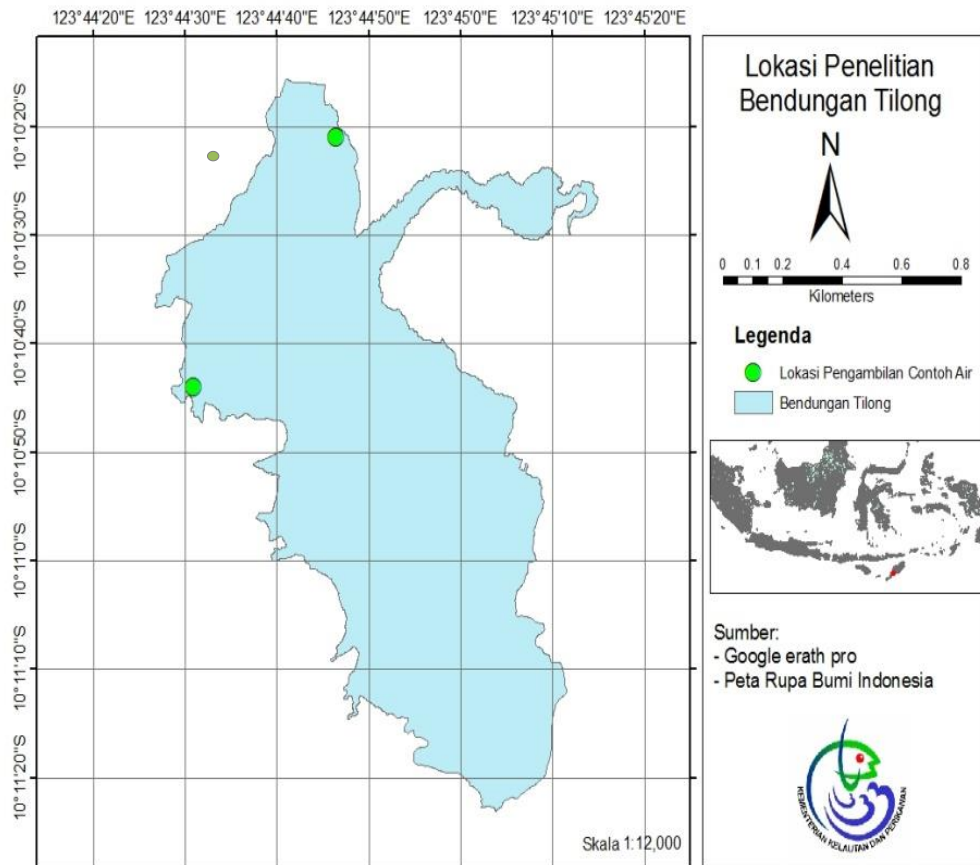 123°44'20"E 123°44'30"E 123°44'40"E 123°44'50"E 123°45'0"E 123°45'10"E 123°45'20"E
10°10'20"S
10°10'30"S
10°10'40"S
10°10'50"S
10°11'0"S
10°11'10"S
10°11'20"S
Skala 1:12,000
Lokasi Penelitian
Bendungan Tilong
N
0 0.1 0.2 0.4 0.6 0.8
Kilometers
Legenda
Lokasi Pengambilan Contoh Air
Bendungan Tilong
Sumber:
- Google erath pro
- Peta Rupa Bumi Indonesia
KEMENTERIAN KELAUTAN DAN PERIKANAN